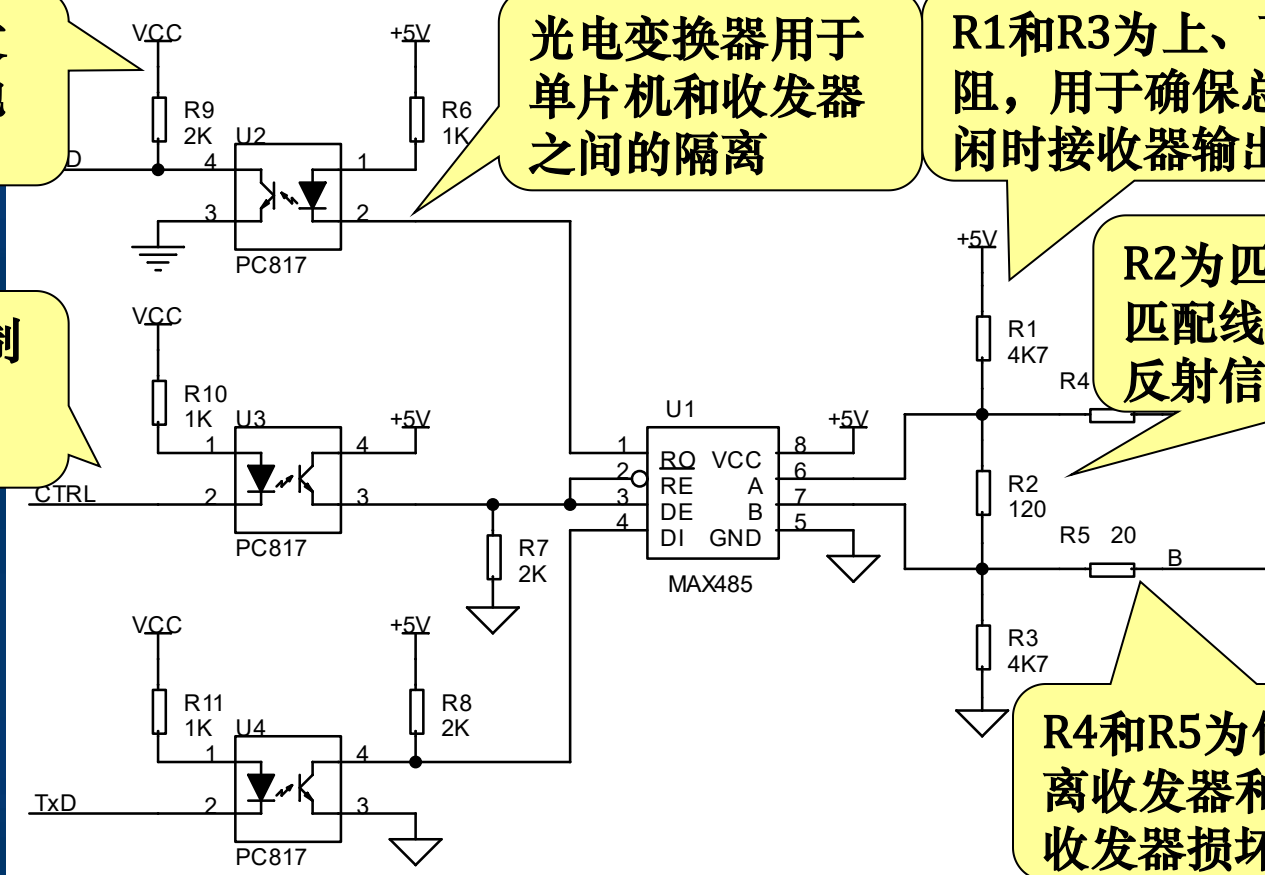 光电变换器用于
单片机和收发器
之间的隔离
R1和R3为上、
阻，用于确保总
闲时接收器输出
R2为匹
匹配线
反射信
制
R4和R5为
离收发器和
收发器损坏
VCC
+5V
R9
2K
R6
1K
U2
D
4
1
3
2
PC817
VCC
R10
1K
U3
+5V
1
4
CTRL
2
3
PC817
R7
2K
VCC
+5V
R11
1K
U4
R8
2K
1
4
TxD
2
3
PC817
U1
+5V
1
RO
VCC
8
2
RE
A
6
3
DE
B
7
4
DI
GND
5
MAX485
+5V
R1
4K7
R4
R2
120
R5 20
B
R3
4K7